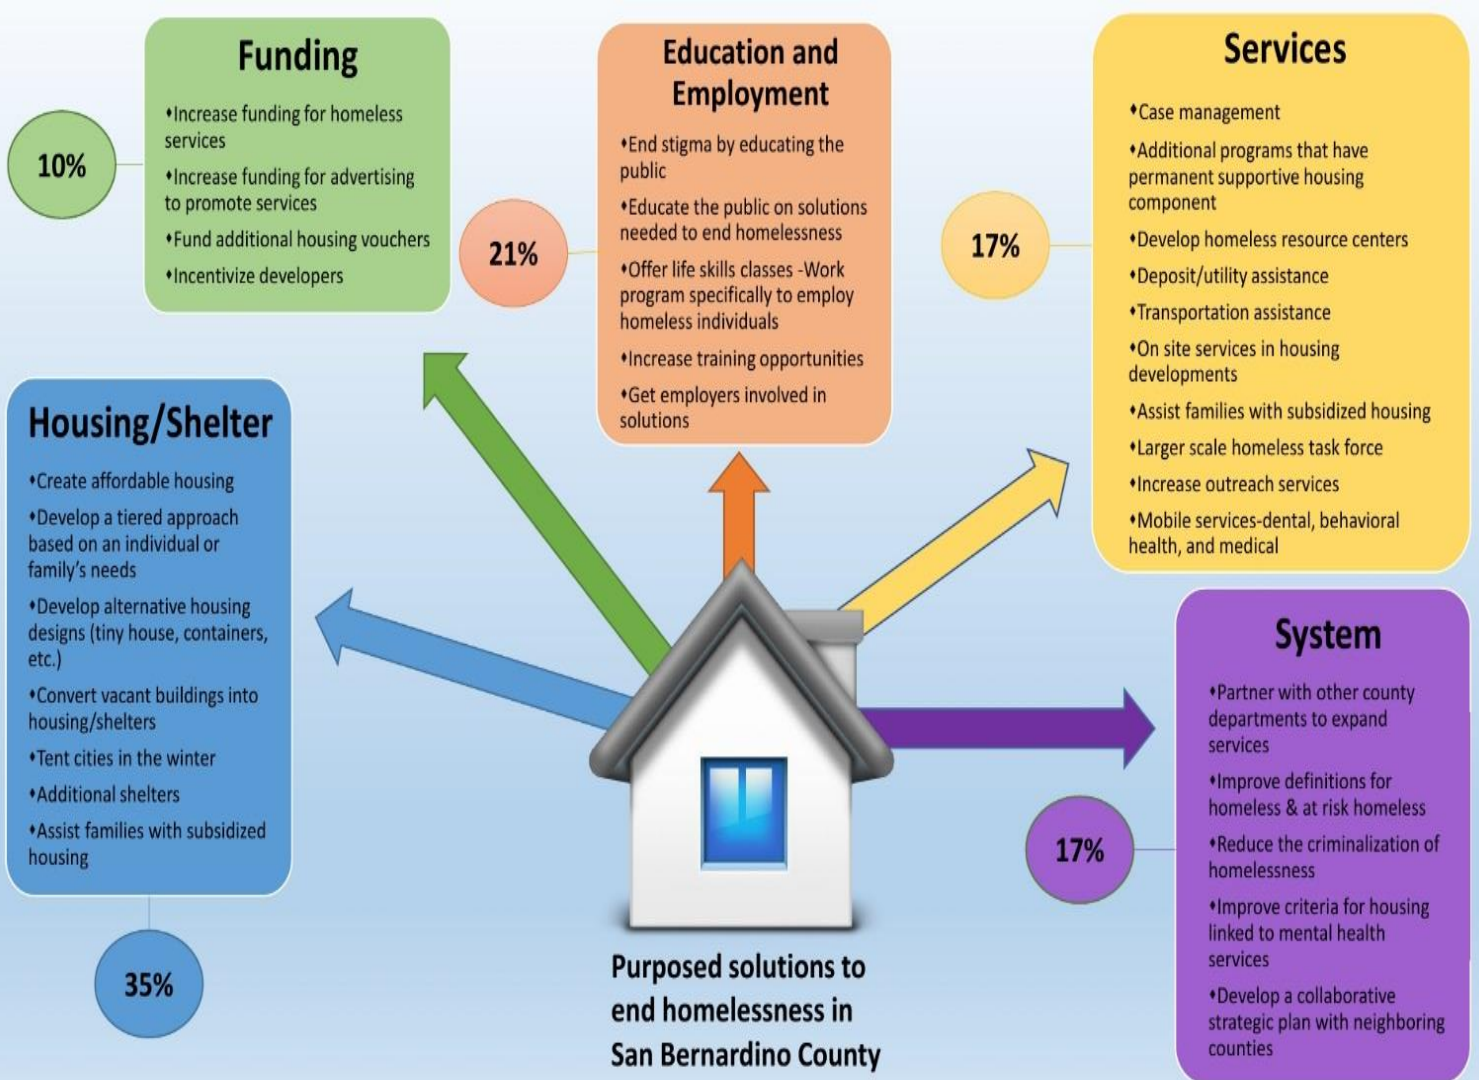 Funding
♦Increase funding for homeless
services
♦Increase funding for advertising
to promote services
♦Fund additional housing vouchers
♦Incentivize developers
10%
Education and
Employment
♦End stigma by educating the
public
♦Educate the public on solutions
needed to end homelessness
♦Offer life skills classes -Work
program specifically to employ
homeless individuals
♦Increase training opportunities
♦Get employers involved in
solutions
21%
Services
♦Case management
♦Additional programs that have
permanent supportive housing
component
♦Develop homeless resource centers
♦Deposit/utility assistance
♦Transportation assistance
♦On site services in housing
developments
♦Assist families with subsidized housing
♦Larger scale homeless task force
♦Increase outreach services
♦Mobile services-dental, behavioral
health, and medical
17%
Housing/Shelter
♦Create affordable housing
♦Develop a tiered approach
based on an individual or
family's needs
♦Develop alternative housing
designs (tiny house, containers,
etc.)
♦Convert vacant buildings into
housing/shelters
♦Tent cities in the winter
♦Additional shelters
♦Assist families with subsidized
housing
35%
System
♦Partner with other county
departments to expand
services
♦Improve definitions for
homeless & at risk homeless
♦Reduce the criminalization of
homelessness
♦Improve criteria for housing
linked to mental health
services
♦Develop a collaborative
strategic plan with neighboring
counties
17%
Purposed solutions to
end homelessness in
San Bernardino County